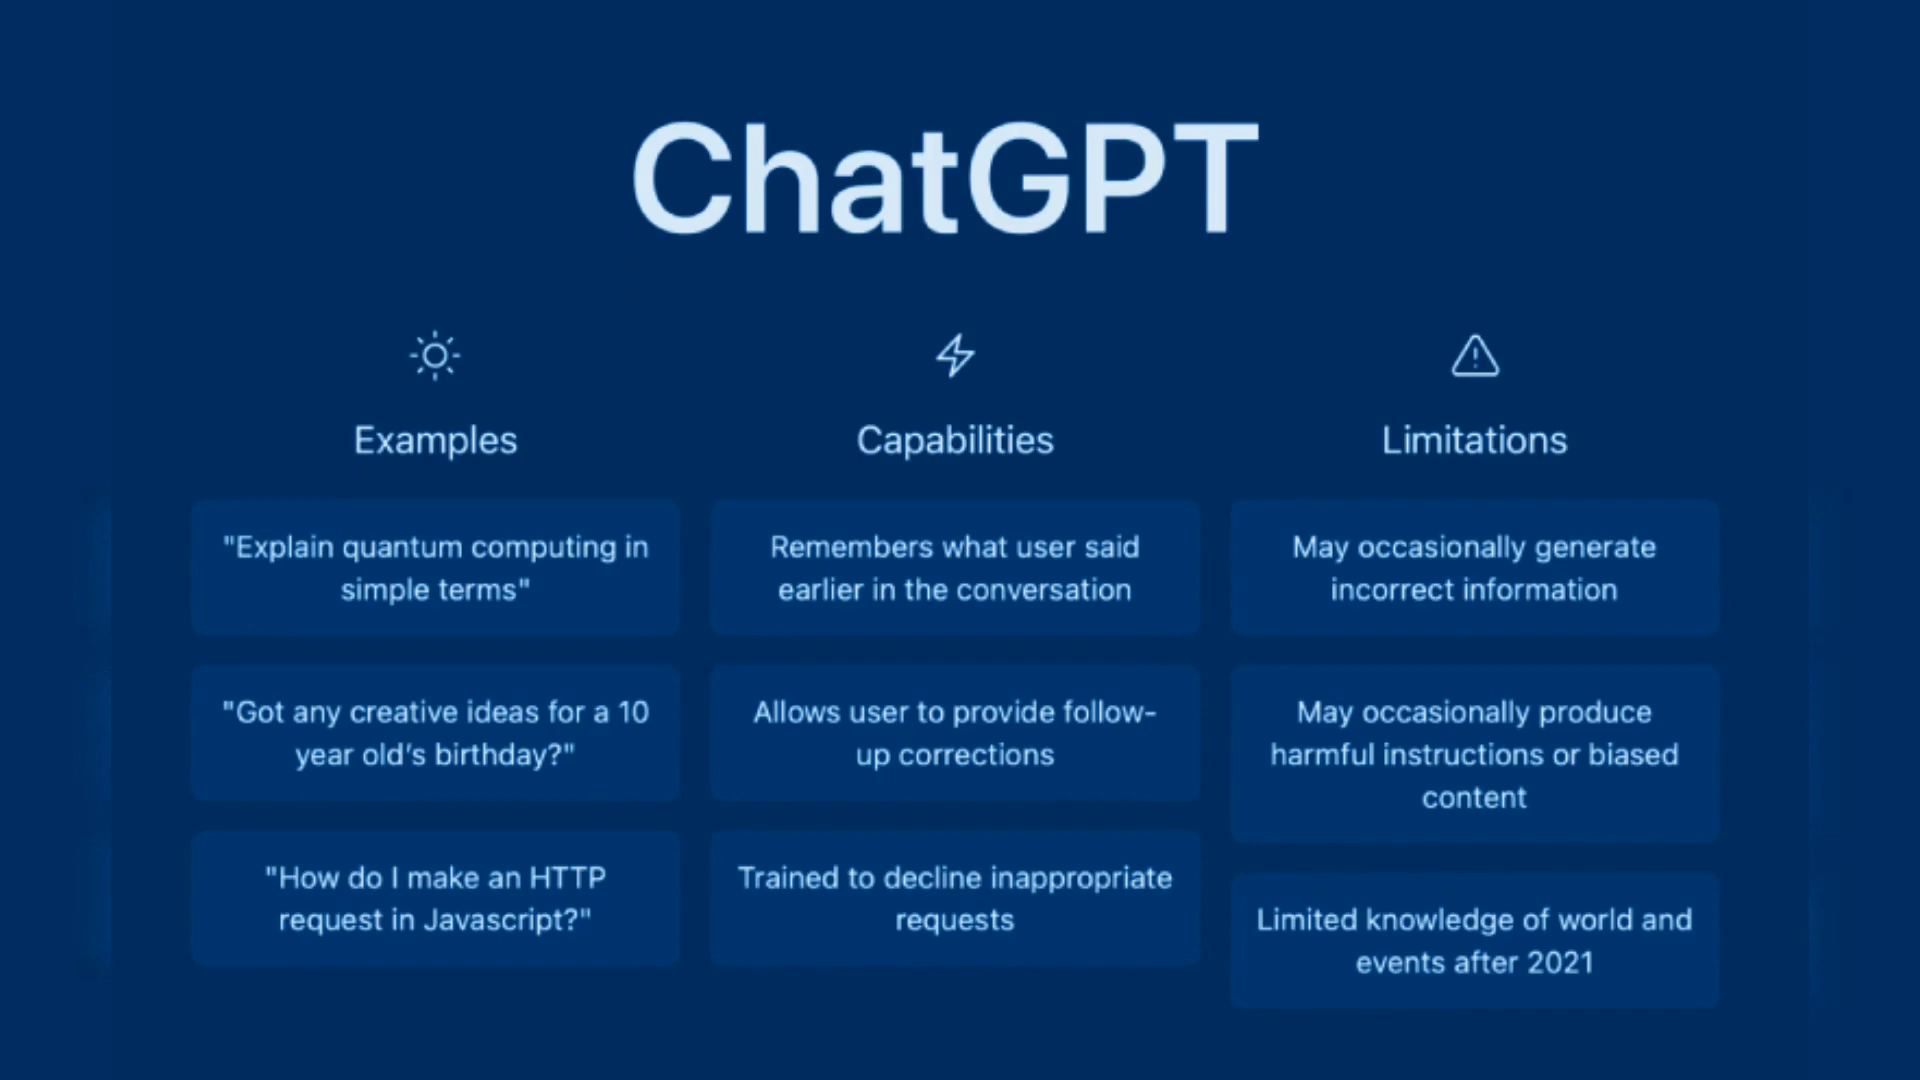 ChatGPT
Examples
"Explain quantum computing in
simple terms"
"Got any creative ideas for a 10
year old's birthday?"
"How do I make an HTTP
request in Javascript?"
Capabilities
Remembers what user said
earlier in the conversation
Allows user to provide follow-
up corrections
Trained to decline inappropriate
requests
Limitations
May occasionally generate
incorrect information
May occasionally produce
harmful instructions or biased
content
Limited knowledge of world and
events after 2021